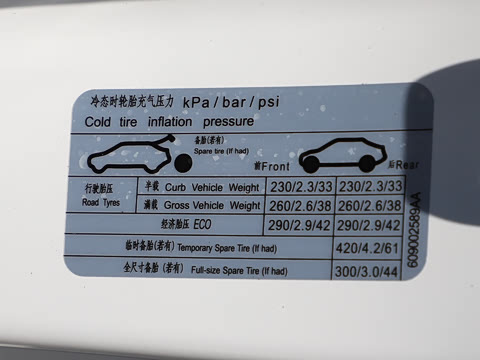 冷态时轮胎充气压力 kPa/bar/psi
Cold tire inflation pressure
备胎(若有)
Spare tire (If had)
前Front 后Rear
行驶胎压 Road Tyres 半载 Curb Vehicle Weight 230/2.3/33 230/2.3/33
满载 Gross Vehicle Weight 260/2.6/38 260/2.6/38
经济胎压 ECO 290/2.9/42 290/2.9/42
临时备胎(若有) Temporary Spare Tire (If had) 420/4.2/61
全尺寸备胎 (若有) Full-size Spare Tire (If had) 300/3.0/44
609002589AA